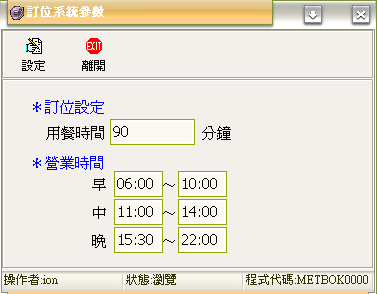 訂位系統參數
設定 EXIT 離開
*訂位設定
用餐時間 90 分鐘
*營業時間
早 06:00～10:00
中 11:00～14:00
晚 15:30～22:00
操作者:ion 狀態:瀏覽 程式代碼:METBOK0000